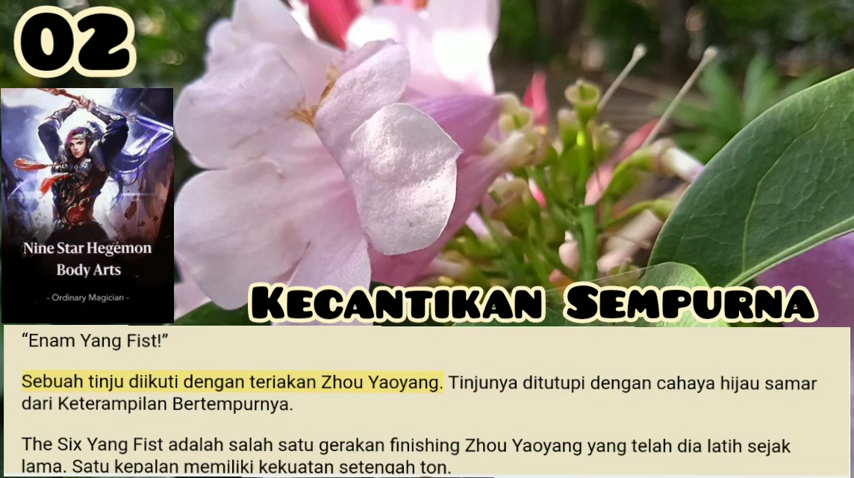 02
Nine Star Hegemon
Body Arts
- Ordinary Magician -
Kecantikan Sempurna
“Enam Yang Fist!”
Sebuah tinju diikuti dengan teriakan Zhou Yaoyang. Tinjunya ditutupi dengan cahaya hijau samar
dari Keterampilan Bertempurnya.
The Six Yang Fist adalah salah satu gerakan finishing Zhou Yaoyang yang telah dia latih sejak
lama. Satu kepalan memiliki kekuatan setengah ton.